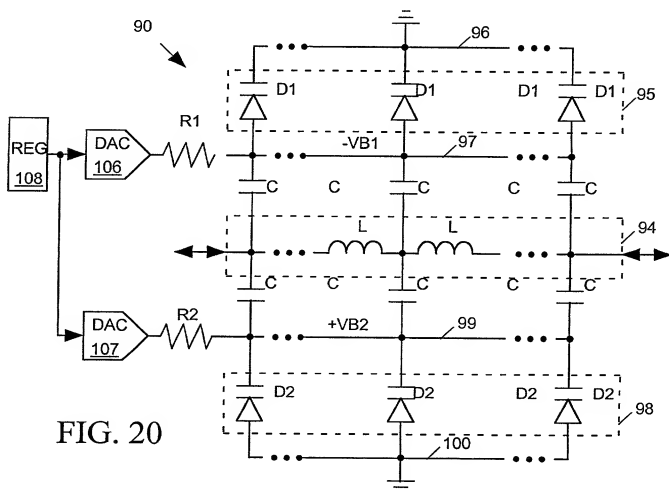 90
96
D1 D1 D1 D1
95
R1
REG
108
DAC
106
-VB1
97
C C C C C
L L
94
C C C C C
DAC
107
R2
+VB2
99
D2 D2 D2 D2
98
FIG. 20
100